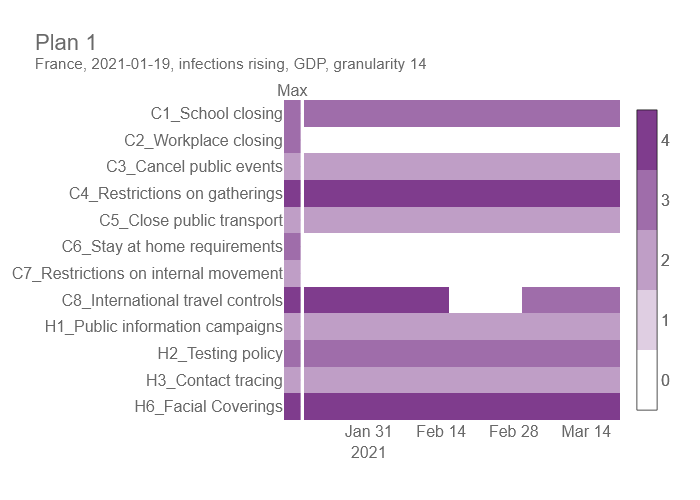 Plan 1
France, 2021-01-19, infections rising, GDP, granularity 14
Max
C1_School closing
C2_Workplace closing
C3_Cancel public events
C4_Restrictions on gatherings
C5_Close public transport
C6_Stay at home requirements
C7_Restrictions on internal movement
C8_International travel controls
H1_Public information campaigns
H2_Testing policy
H3_Contact tracing
H6_Facial Coverings
4
3
2
1
0
Jan 31 Feb 14 Feb 28 Mar 14
2021